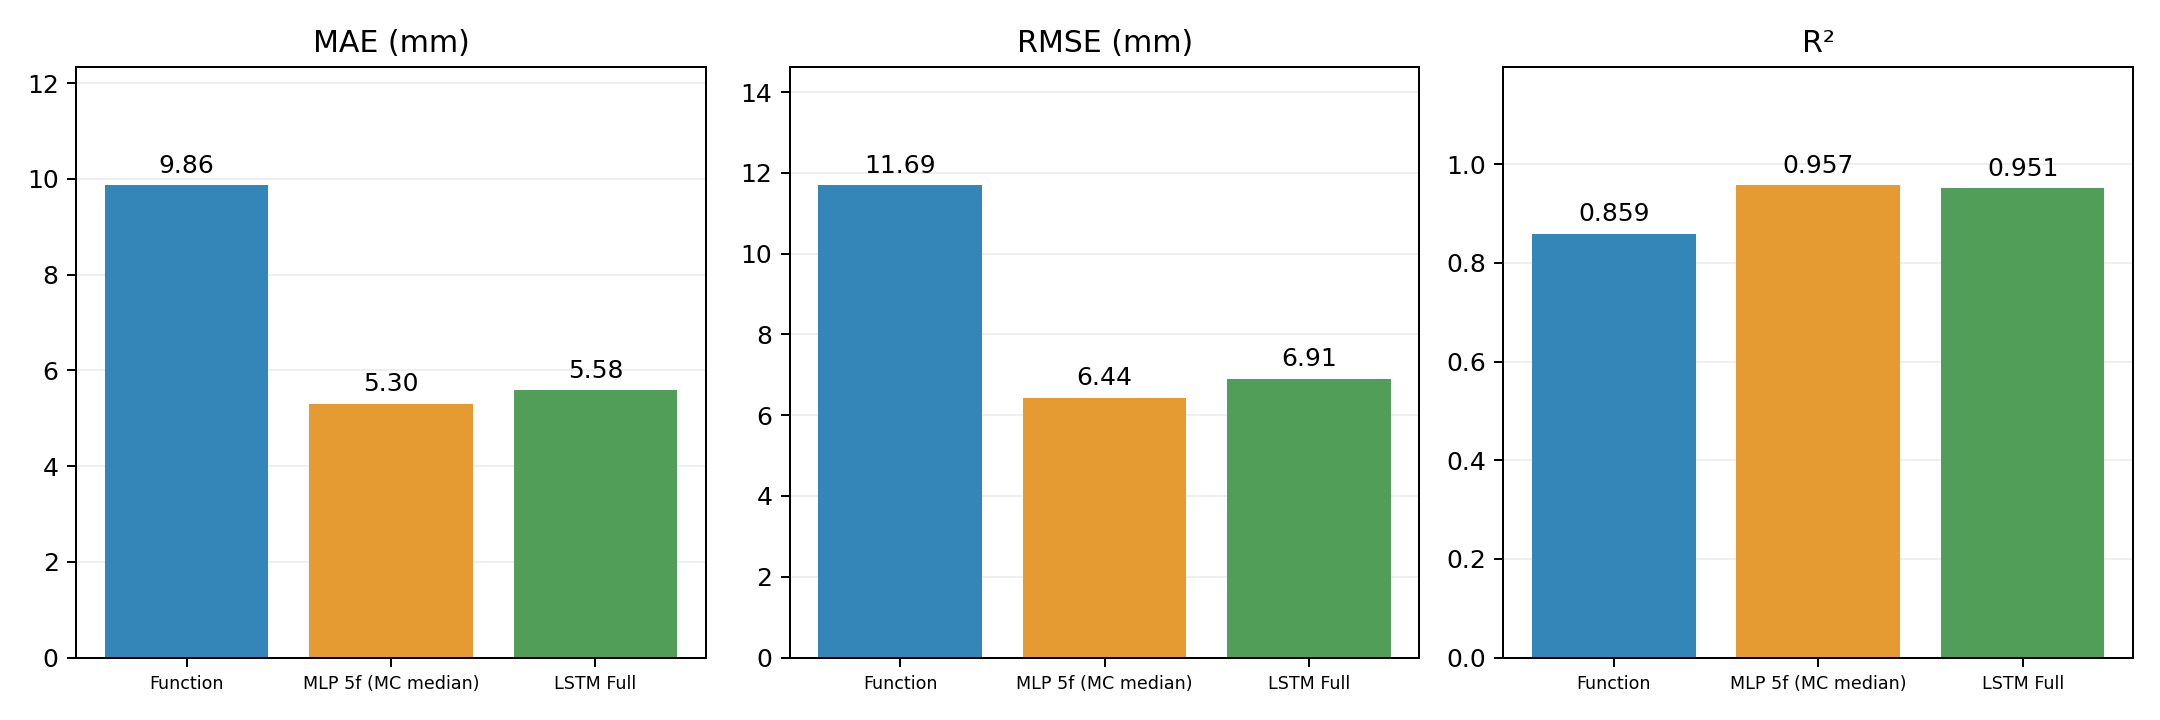 MAE (mm)
12
10
8
6
4
2
0
9.86
5.30
5.58
Function
MLP 5f (MC median)
LSTM Full
RMSE (mm)
14
12
10
8
6
4
2
0
11.69
6.44
6.91
Function
MLP 5f (MC median)
LSTM Full
R²
1.0
0.8
0.6
0.4
0.2
0.0
0.859
0.957
0.951
Function
MLP 5f (MC median)
LSTM Full